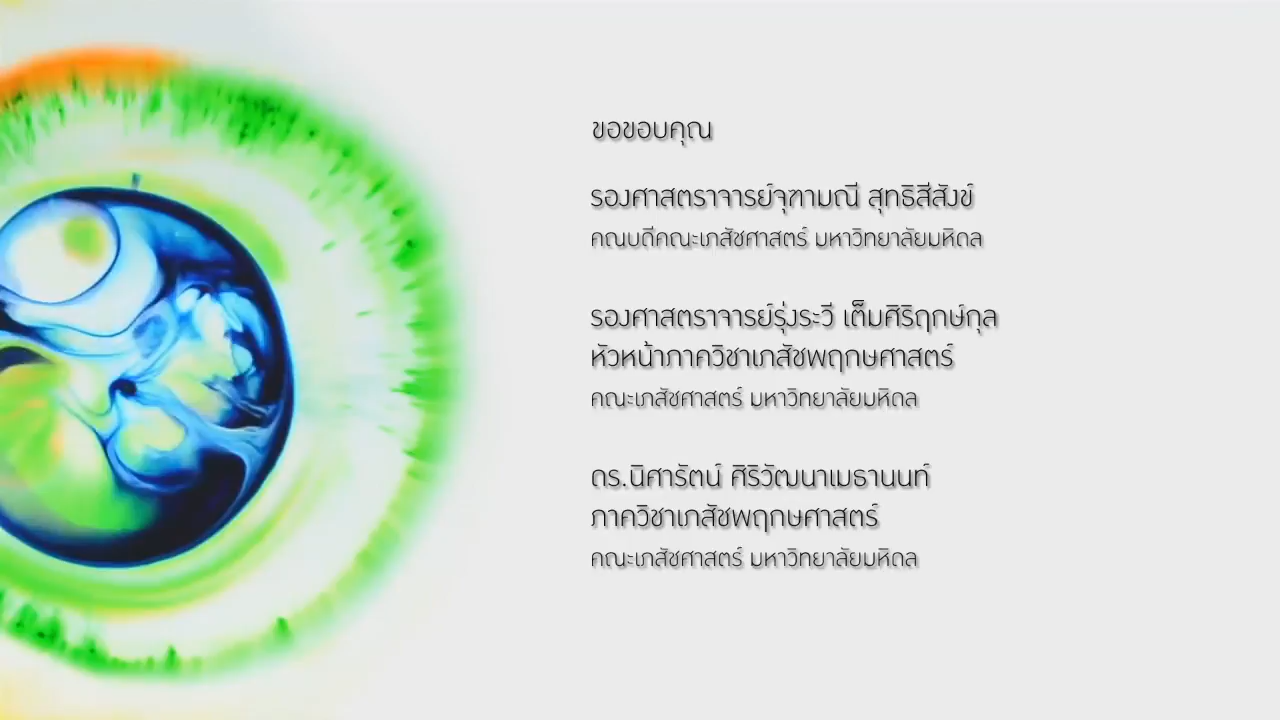 ขอขอบคุณ
รองศาสตราจารย์จุฑามณี สุทธิสีสังข์
คณบดีคณะเภสัชศาสตร์ มหาวิทยาลัยมหิดล
รองศาสตราจารย์รุ่งระวี เต็มศิริฤกษ์กุล
หัวหน้าภาควิชาเภสัชพฤกษศาสตร์
คณะเภสัชศาสตร์ มหาวิทยาลัยมหิดล
ดร.นิศารัตน์ ศิริวัฒนาเมธานนท์
ภาควิชาเภสัชพฤกษศาสตร์
คณะเภสัชศาสตร์ มหาวิทยาลัยมหิดล